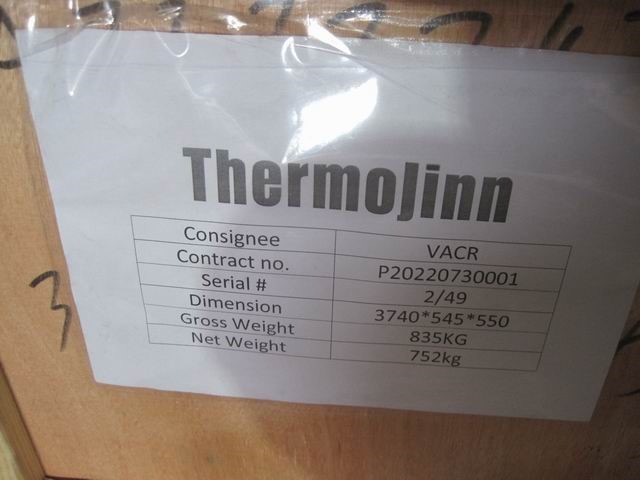 ThermoJinn
Consignee VACR
Contract no. P20220730001
Serial # 2/49
Dimension 3740*545*550
Gross Weight 835KG
Net Weight 752kg
3